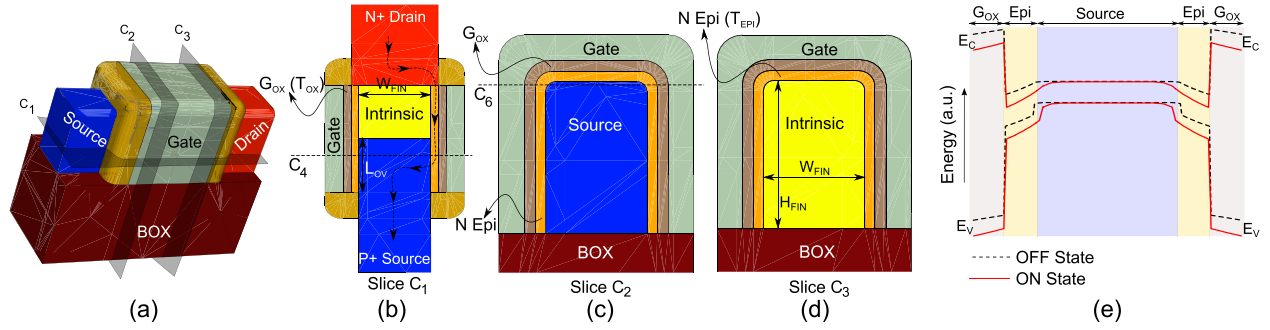 C1
C2
C3
Source
Gate
Drain
BOX
(a)
N+ Drain
GOX (TOX)
WFIN
Intrinsic
Gate
C4
LOV
P+ Source
Slice C1
(b)
GOX
Gate
C6
Source
N Epi
BOX
Slice C2
(c)
N Epi (TEPI)
Gate
Intrinsic
WFIN
HFIN
BOX
Slice C3
(d)
GOX Epi Source Epi GOX
EC EC
Energy (a.u.)
EV EV
OFF State
ON State
(e)